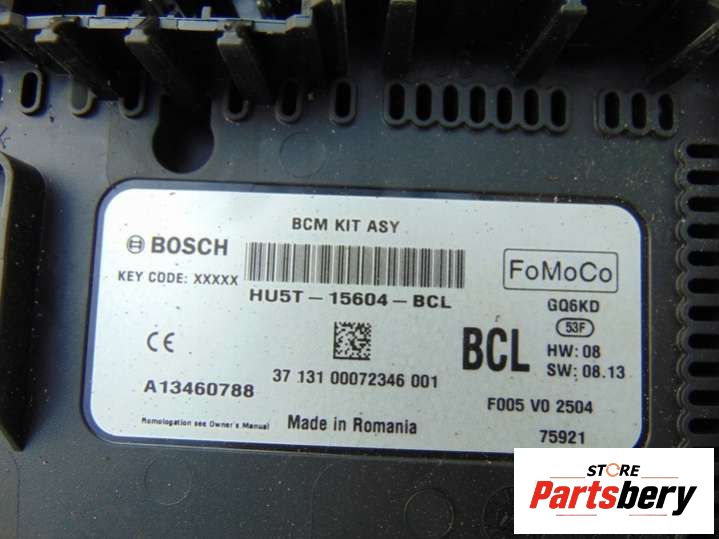 BCM KIT ASY
BOSCH
KEY CODE: XXXXX
HU5T-15604-BCL
FoMoCo
GQ6KD
53F
BCL
HW: 08
SW: 08.13
CE
A13460788
37 131 00072346 001
F005 V0 2504
Romologation see Owner's Manual
Made in Romania
75921
STORE
Partsbery